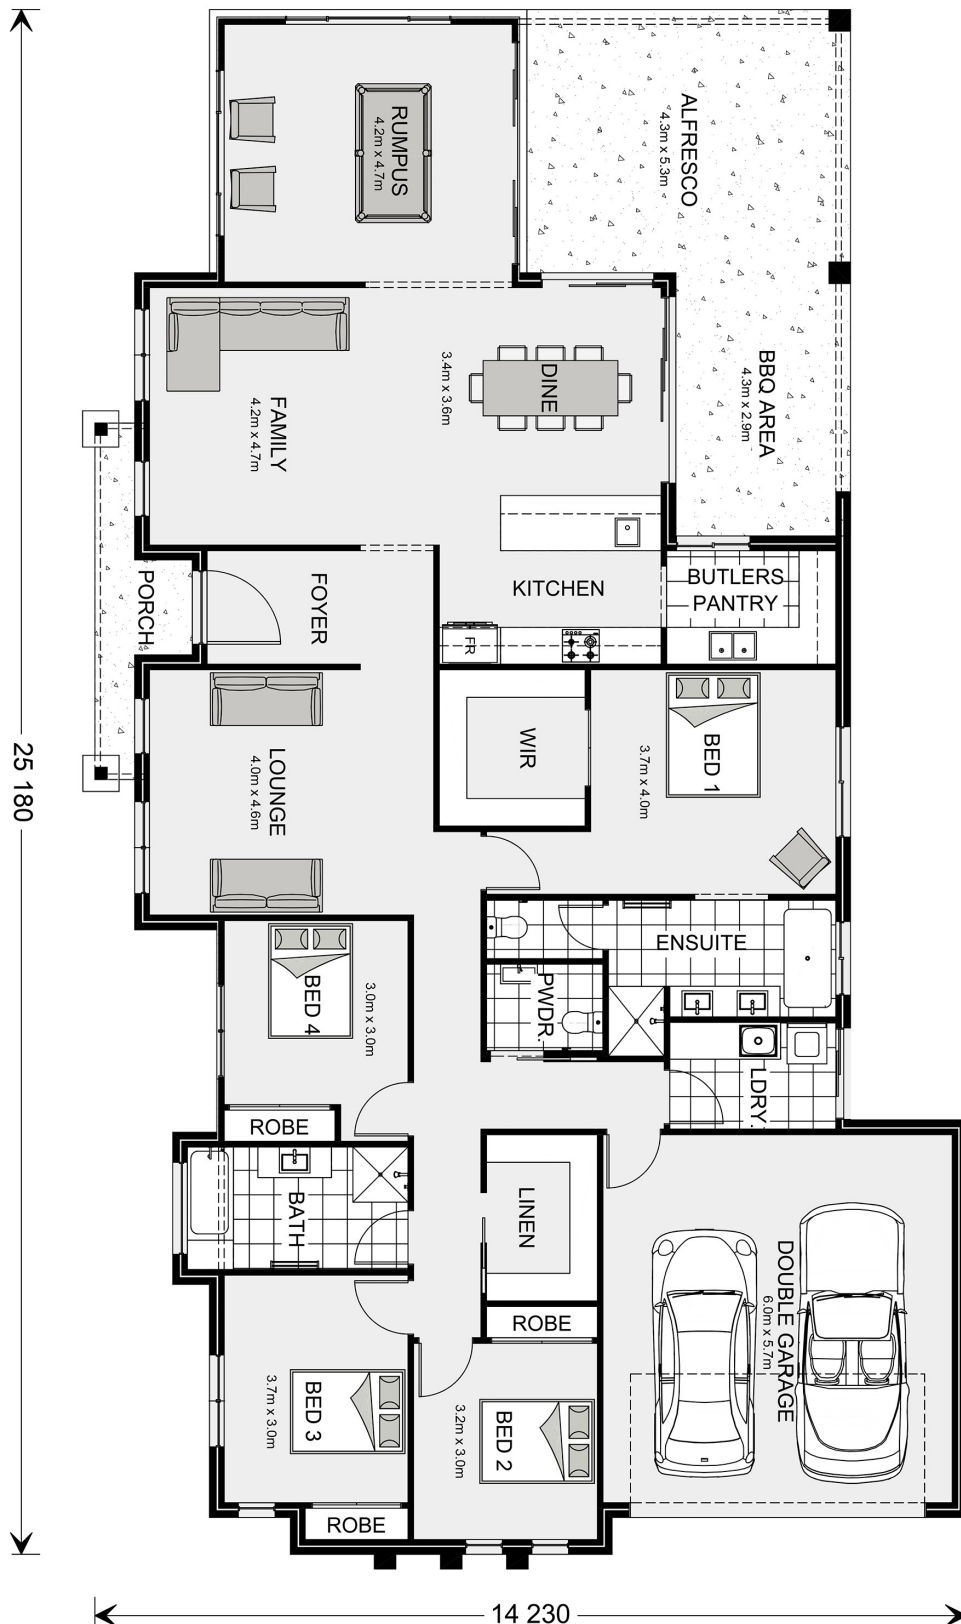 RUMPUS
4.2m x 4.7m
ALFRESCO
4.3m x 5.3m
BBQ AREA
4.3m x 2.9m
DINE
3.4m x 3.6m
FAMILY
4.2m x 4.7m
PORCH
FOYER
KITCHEN
FR
BUTLERS
PANTRY
LOUNGE
4.0m x 4.6m
WIR
BED 1
3.7m x 4.0m
25 180
ENSUITE
PWDR.
BED 4
3.0m x 3.0m
ROBE
LDRY.
BATH
LINEN
ROBE
DOUBLE GARAGE
6.0m x 5.7m
BED 3
3.7m x 3.0m
BED 2
3.2m x 3.0m
ROBE
14 230